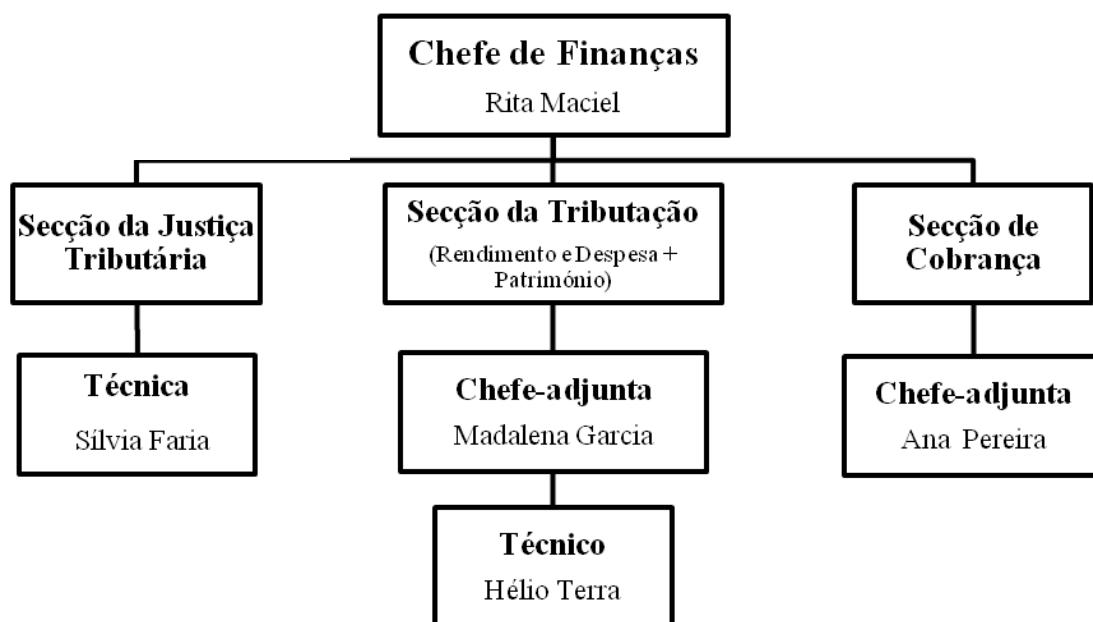 Chefe de Finanças
Rita Maciel
Secção da Justiça
Tributária
Técnica
Sílvia Faria
Secção da Tributação
(Rendimento e Despesa +
Património)
Chefe-adjunta
Madalena Garcia
Técnico
Hélio Terra
Secção de
Cobrança
Chefe-adjunta
Ana Pereira